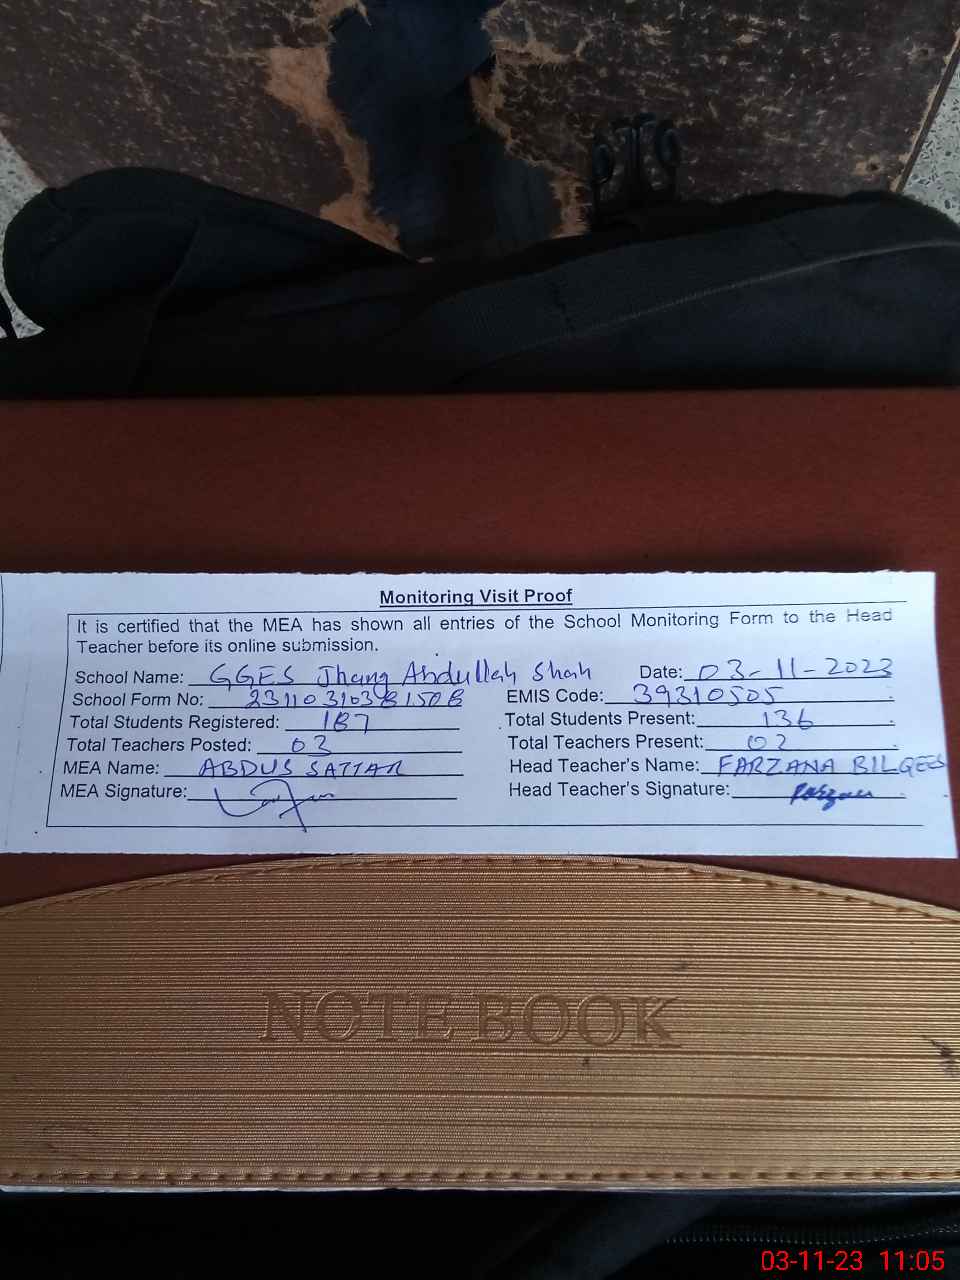 Monitoring Visit Proof
It is certified that the MEA has shown all entries of the School Monitoring Form to the Head
Teacher before its online submission.
School Name: GGES Jhang Abdullah Shah Date: 03-11-2023
School Form No: EMIS Code: 39310505
Total Students Registered: 187 Total Students Present: 136
Total Teachers Posted: Total Teachers Present: 02
MEA Name: ABDUS SATTAR Head Teacher's Name: FARZANA BILQEES
MEA Signature: Head Teacher's Signature:
NOTE BOOK
03-11-23 11:05